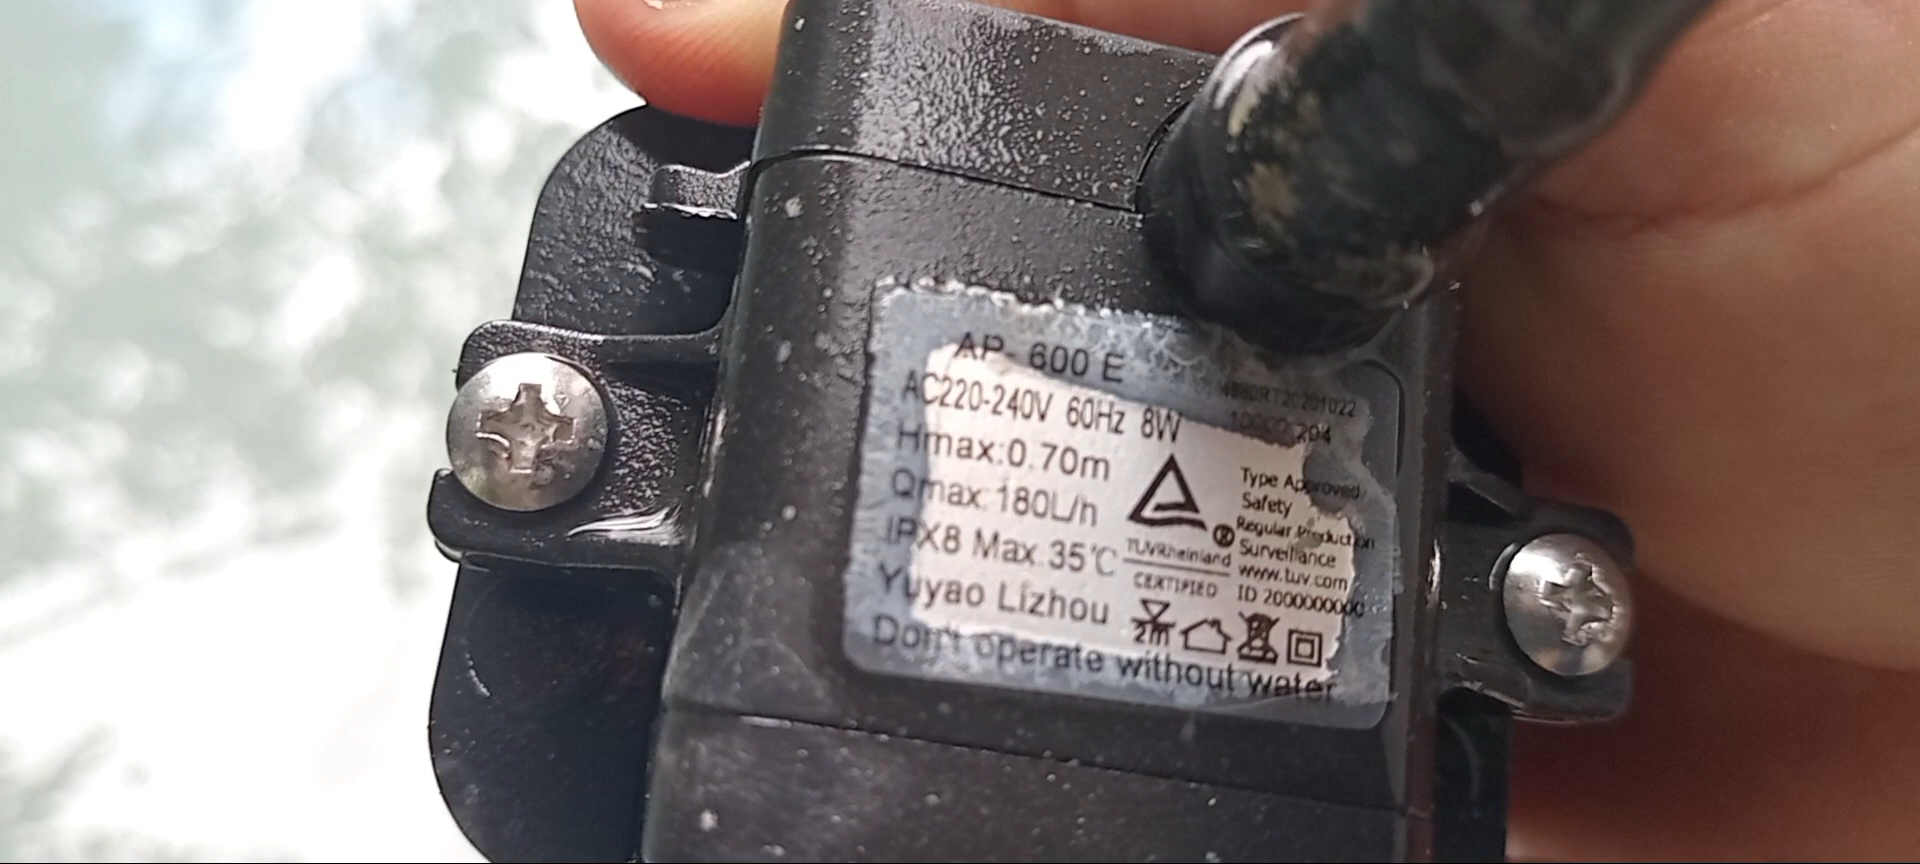 AP- 600 E
AC220-240V 60Hz 8W
Hmax:0.70m
Qmax:180L/h
IPX8 Max.35℃
Yuyao Lizhou
Don't operate without water
TUVRheinland
CERTIFIED
Type Approved
Safety
Regular Production
Surveillance
www.tuv.com
ID 2000000000
2m